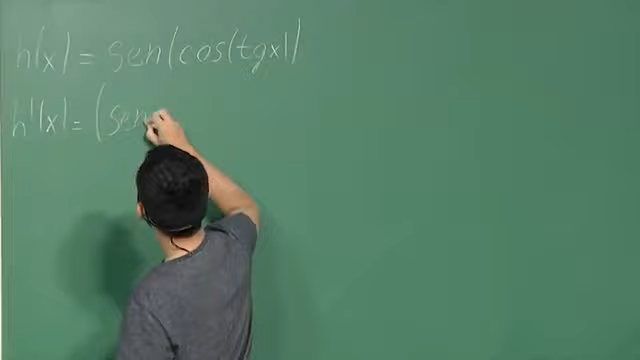 h(x) = sen(cos(tgx))
h'(x) = (sen